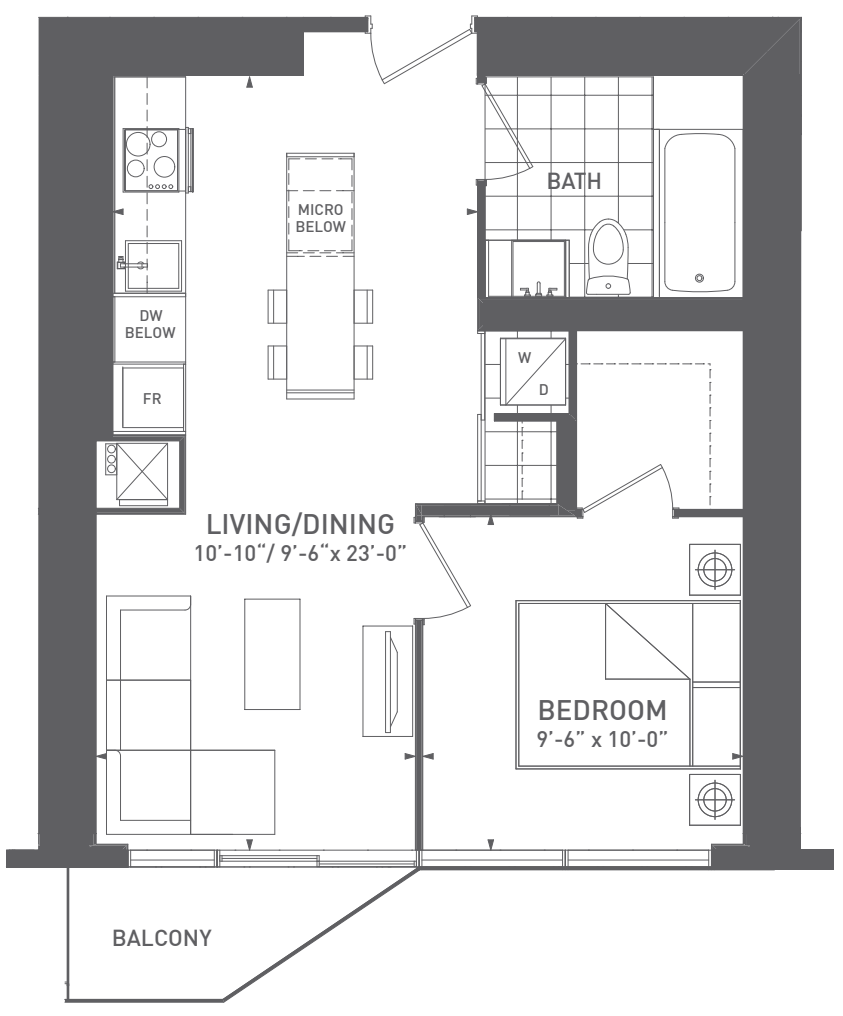 BATH
MICRO
BELOW
DW
BELOW
W
D
FR
LIVING/DINING
10’-10“/ 9’-6“x 23’-0”
BEDROOM
9’-6” x 10’-0”
BALCONY